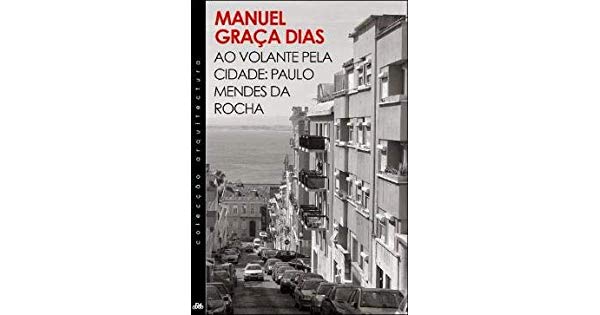 MANUEL
GRAÇA DIAS
AO VOLANTE PELA
CIDADE: PAULO
MENDES DA
ROCHA
colecção arquitectura